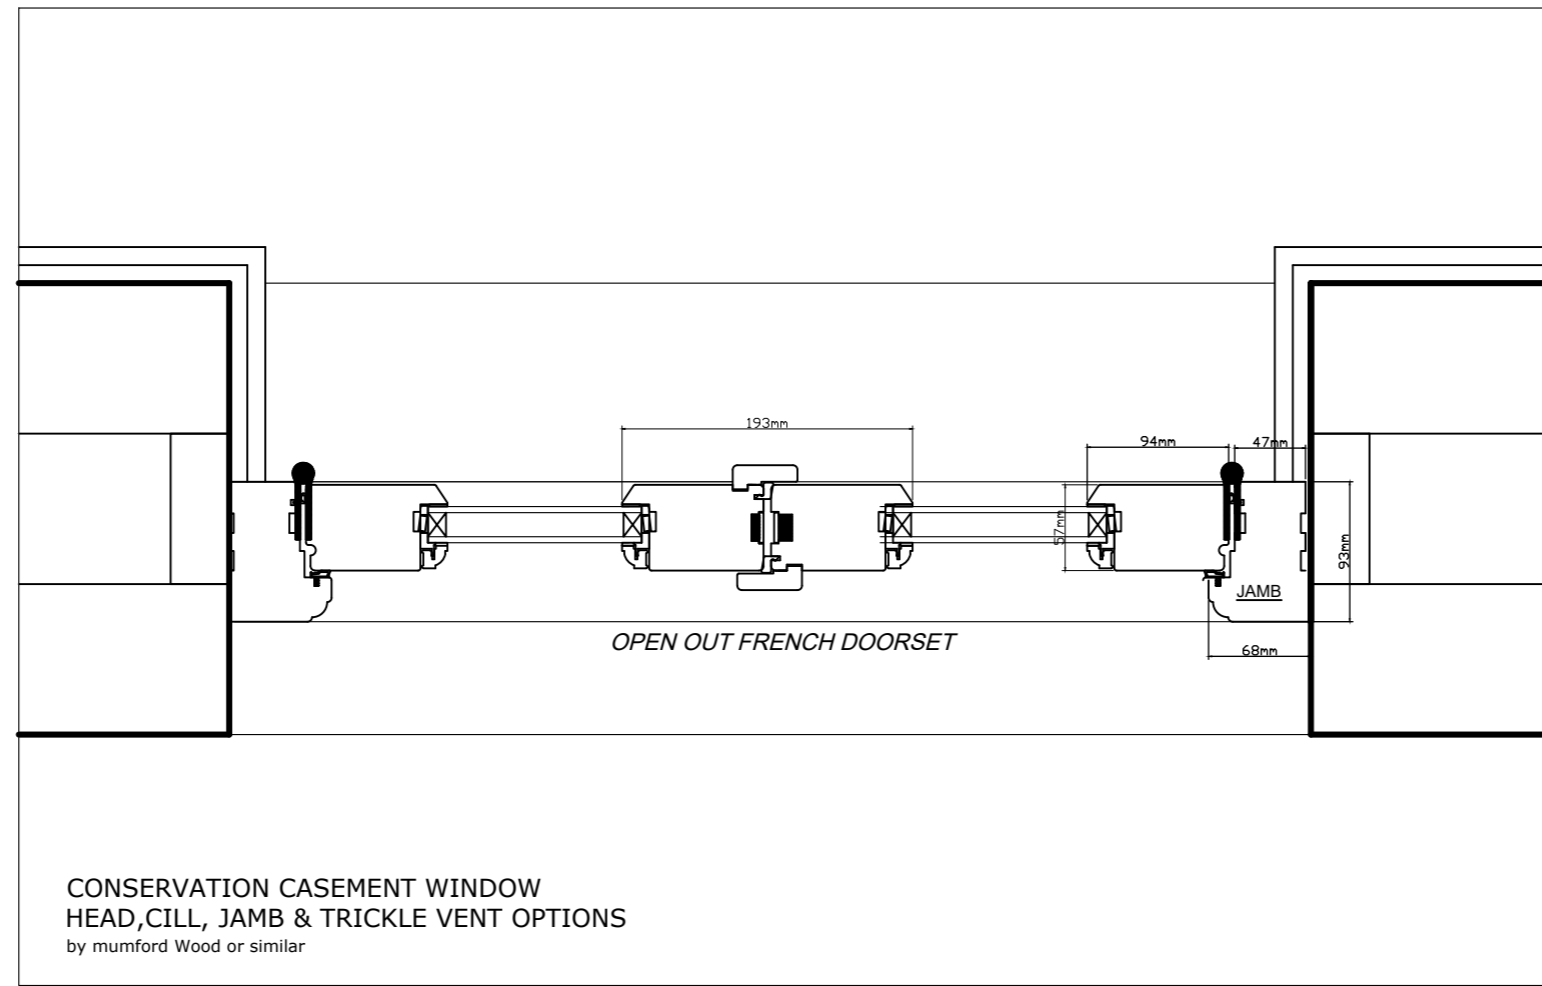 193mm
94mm
47mm
57mm
93mm
JAMB
OPEN OUT FRENCH DOORSET
68mm
CONSERVATION CASEMENT WINDOW
HEAD,CILL, JAMB & TRICKLE VENT OPTIONS
by mumford Wood or similar